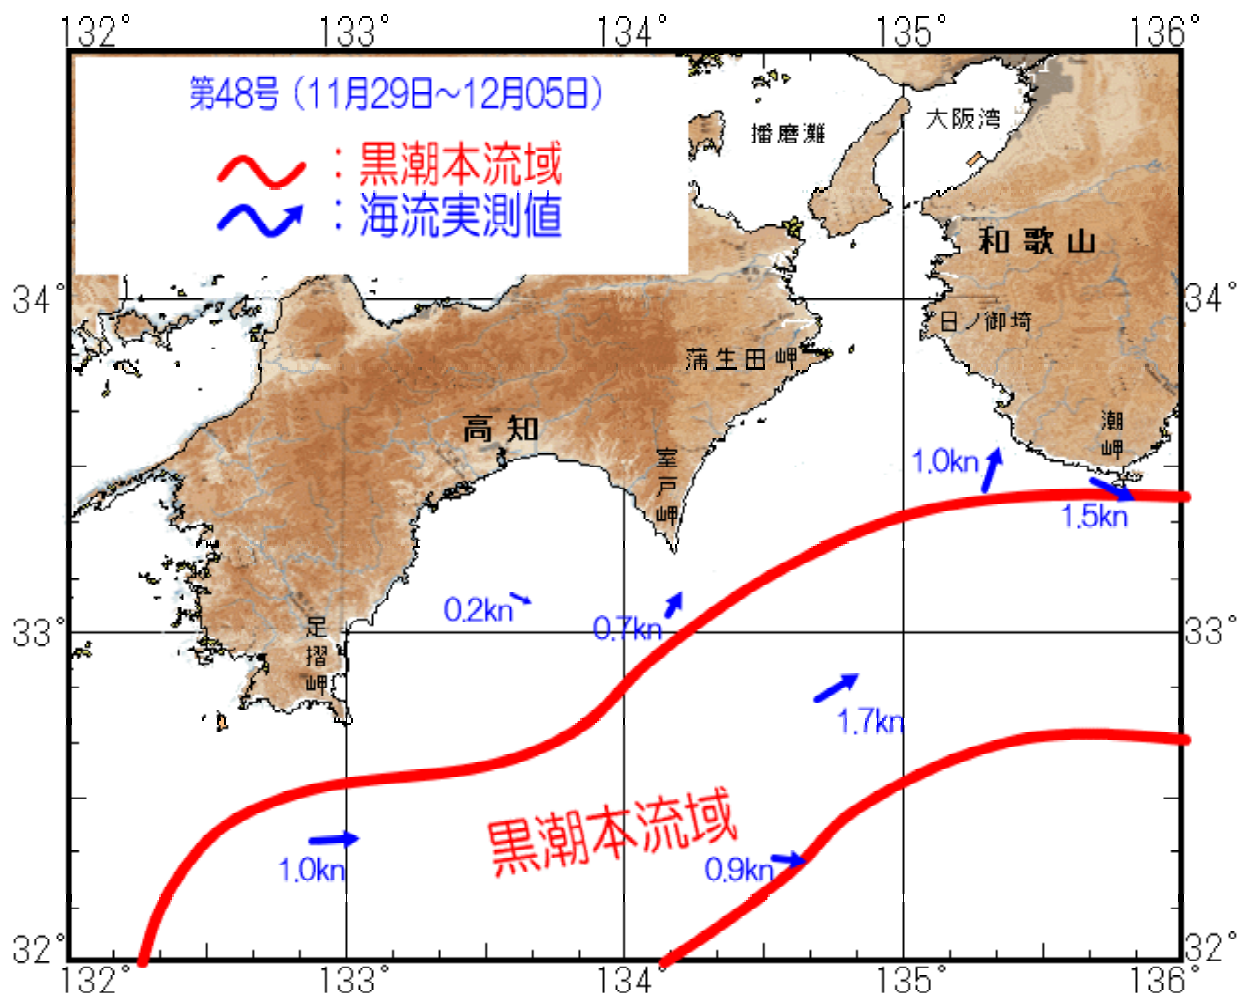 132° 133° 134° 135° 136°
第48号（11月29日～12月05日）
：黒潮本流域
：海流実測値
播磨灘
大阪湾
和歌山
34° 34°
日ノ御埼
蒲生田岬
高知
潮岬
室戸岬
1.0kn
1.5kn
0.2kn
0.7kn
33° 33°
足摺岬
1.7kn
黒潮本流域
1.0kn
0.9kn
32° 32°
132° 133° 134° 135° 136°